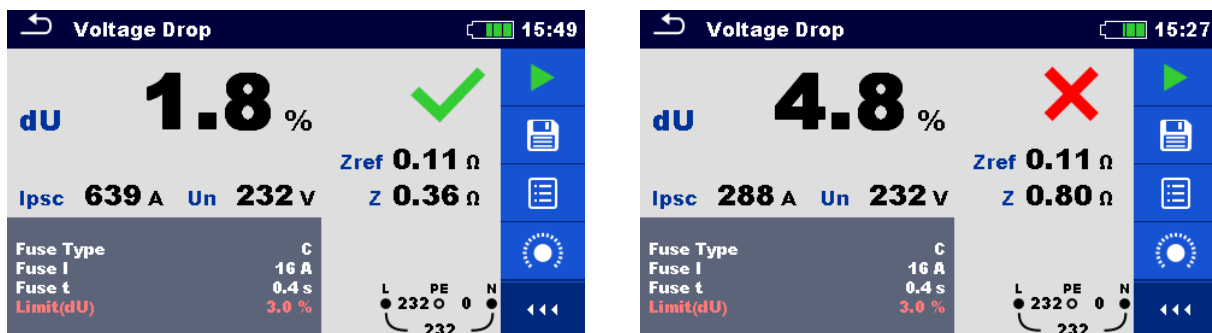 Voltage Drop 15:49
dU 1.8 %
Zref 0.11 Ω
Ipsc 639 A Un 232 V Z 0.36 Ω
Fuse Type C
Fuse I 16 A
Fuse t 0.4 s
Limit(dU) 3.0 %
L PE N
232 0
232
Voltage Drop 15:27
dU 4.8 %
Zref 0.11 Ω
Ipsc 288 A Un 232 V Z 0.80 Ω
Fuse Type C
Fuse I 16 A
Fuse t 0.4 s
Limit(dU) 3.0 %
L PE N
232 0
232